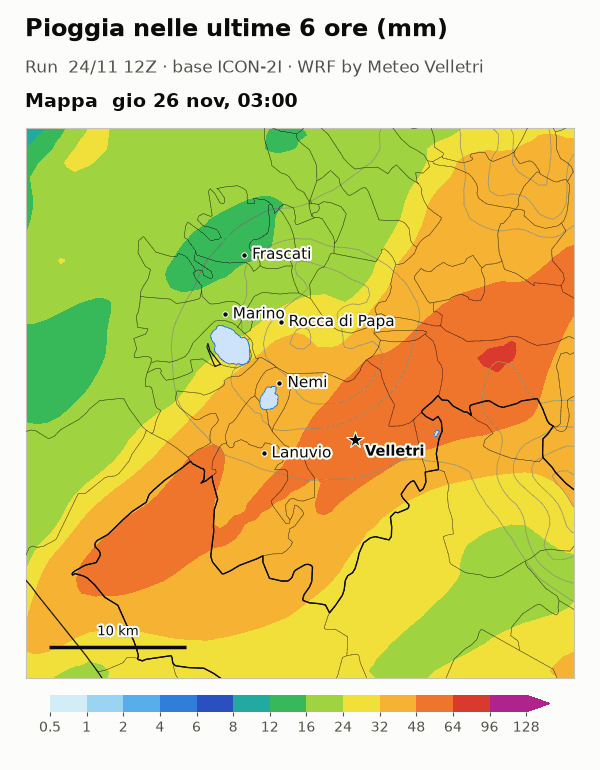 Pioggia nelle ultime 6 ore (mm)
Run 24/11 12Z · base ICON-2I · WRF by Meteo Velletri
Mappa gio 26 nov, 03:00
Frascati
Marino
Rocca di Papa
Nemi
Velletri
Lanuvio
10 km
0.5 1 2 4 6 8 12 16 24 32 48 64 96 128